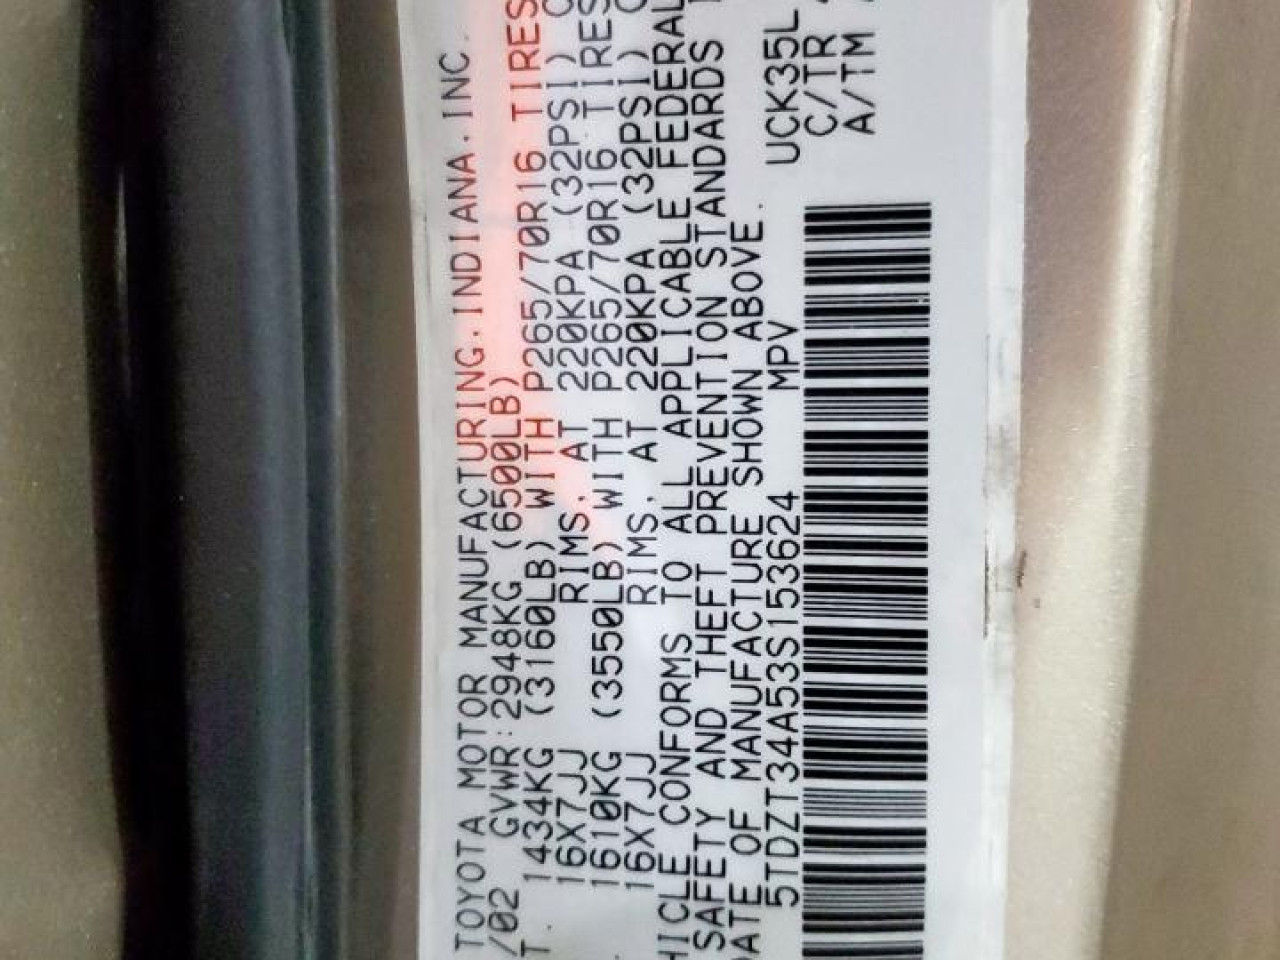 TOYOTA MOTOR MANUFACTURING, INDIANA, INC.
/02 GVWR:2948KG (6500LB)
T. 1434KG (3160LB) WITH P265/70R16 TIRES
16X7JJ RIMS, AT 220KPA (32PSI) C
1610KG (3550LB) WITH P265/70R16 TIRES
16X7JJ RIMS, AT 220KPA (32PSI) C
HICLE CONFORMS TO ALL APPLICABLE FEDERAL
SAFETY AND THEFT PREVENTION STANDARDS
DATE OF MANUFACTURE SHOWN ABOVE.
5TDZT34A53S153624 MPV UCK35L
C/TR
A/TM